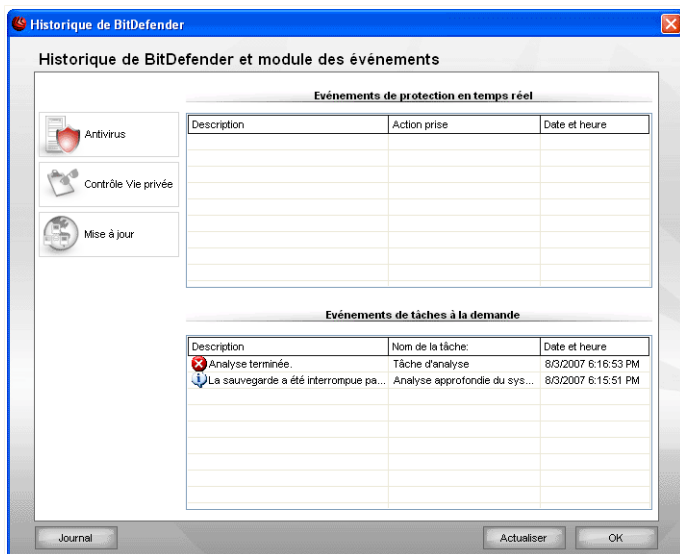 Historique de BitDefender
Historique de BitDefender et module des événements
Antivirus
Contrôle Vie privée
Mise à jour
Evénements de protection en temps réel
Description Action prise Date et heure
Evénements de tâches à la demande
Description Nom de la tâche: Date et heure
Analyse terminée. Tâche d'analyse 8/3/2007 6:16:53 PM
La sauvegarde a été interrompue pa... Analyse approfondie du sys... 8/3/2007 6:15:51 PM
Journal Actualiser OK